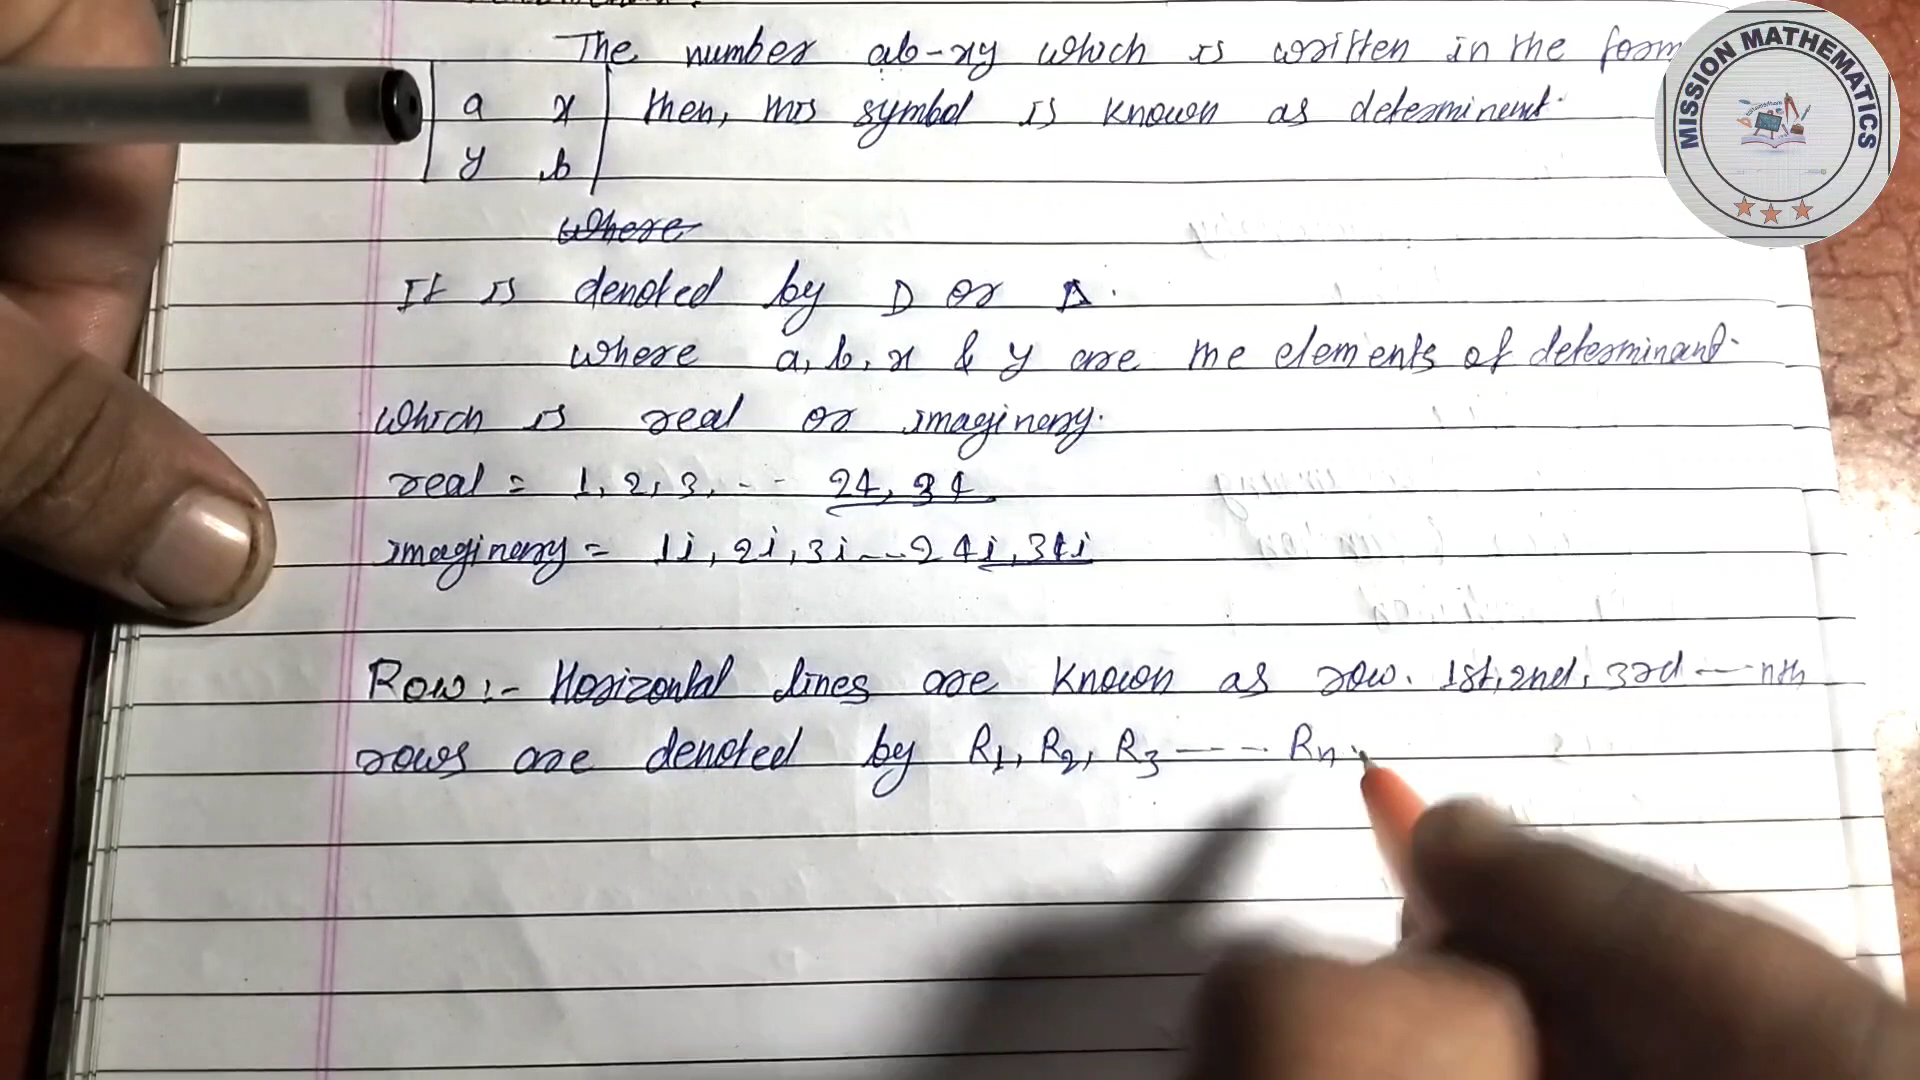 The number ab-xy which is written in the form
a x then, this symbol is known as determinent.
y b
where
It is denoted by D or Δ.
where a, b, x & y are the elements of determinant.
which is real or imaginery.
real = 1, 2, 3, -- 24, 34
imaginery = 1i, 2i, 3i -- 24i, 34i
Row :- Horizontal lines are known as row. 1st, 2nd, 3rd --- nth
rows are denoted by R1, R2, R3 --- Rn.
MISSION MATHEMATICS